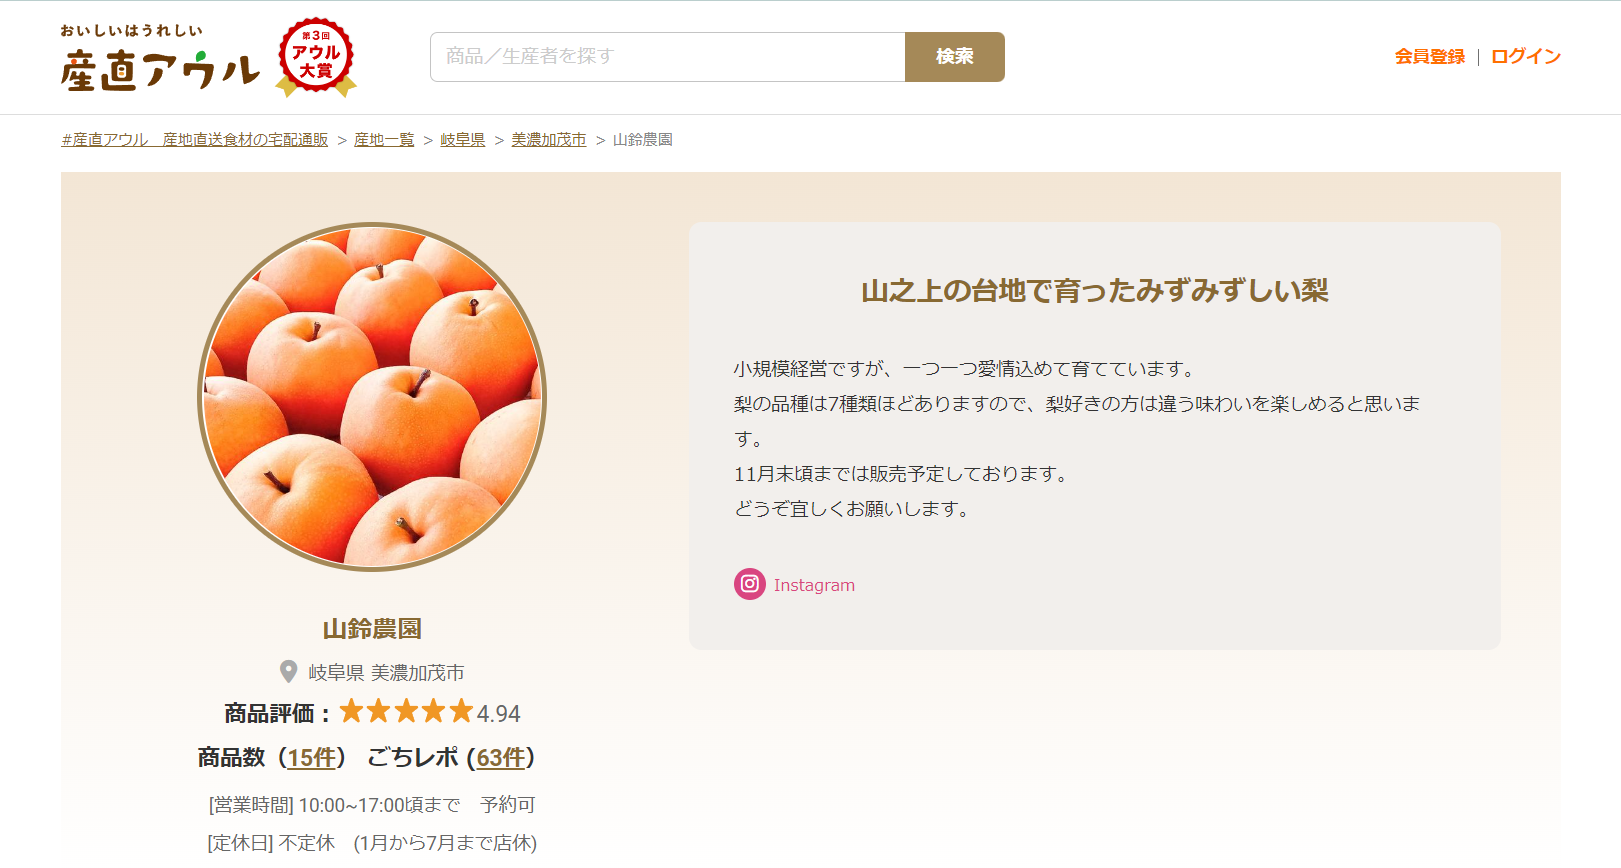 おいしいはうれしい
産直アウル
第3回
アウル
大賞
商品／生産者を探す
検索
会員登録 | ログイン
#産直アウル　産地直送食材の宅配通販 > 産地一覧 > 岐阜県 > 美濃加茂市 > 山鈴農園
山之上の台地で育ったみずみずしい梨
小規模経営ですが、一つ一つ愛情込めて育てています。
梨の品種は7種類ほどありますので、梨好きの方は違う味わいを楽しめると思いま
す。
11月末頃までは販売予定しております。
どうぞ宜しくお願いします。
Instagram
山鈴農園
岐阜県 美濃加茂市
商品評価：★★★★★4.94
商品数（15件） ごちレポ (63件)
[営業時間] 10:00~17:00頃まで　予約可
[定休日] 不定休　(1月から7月まで店休)